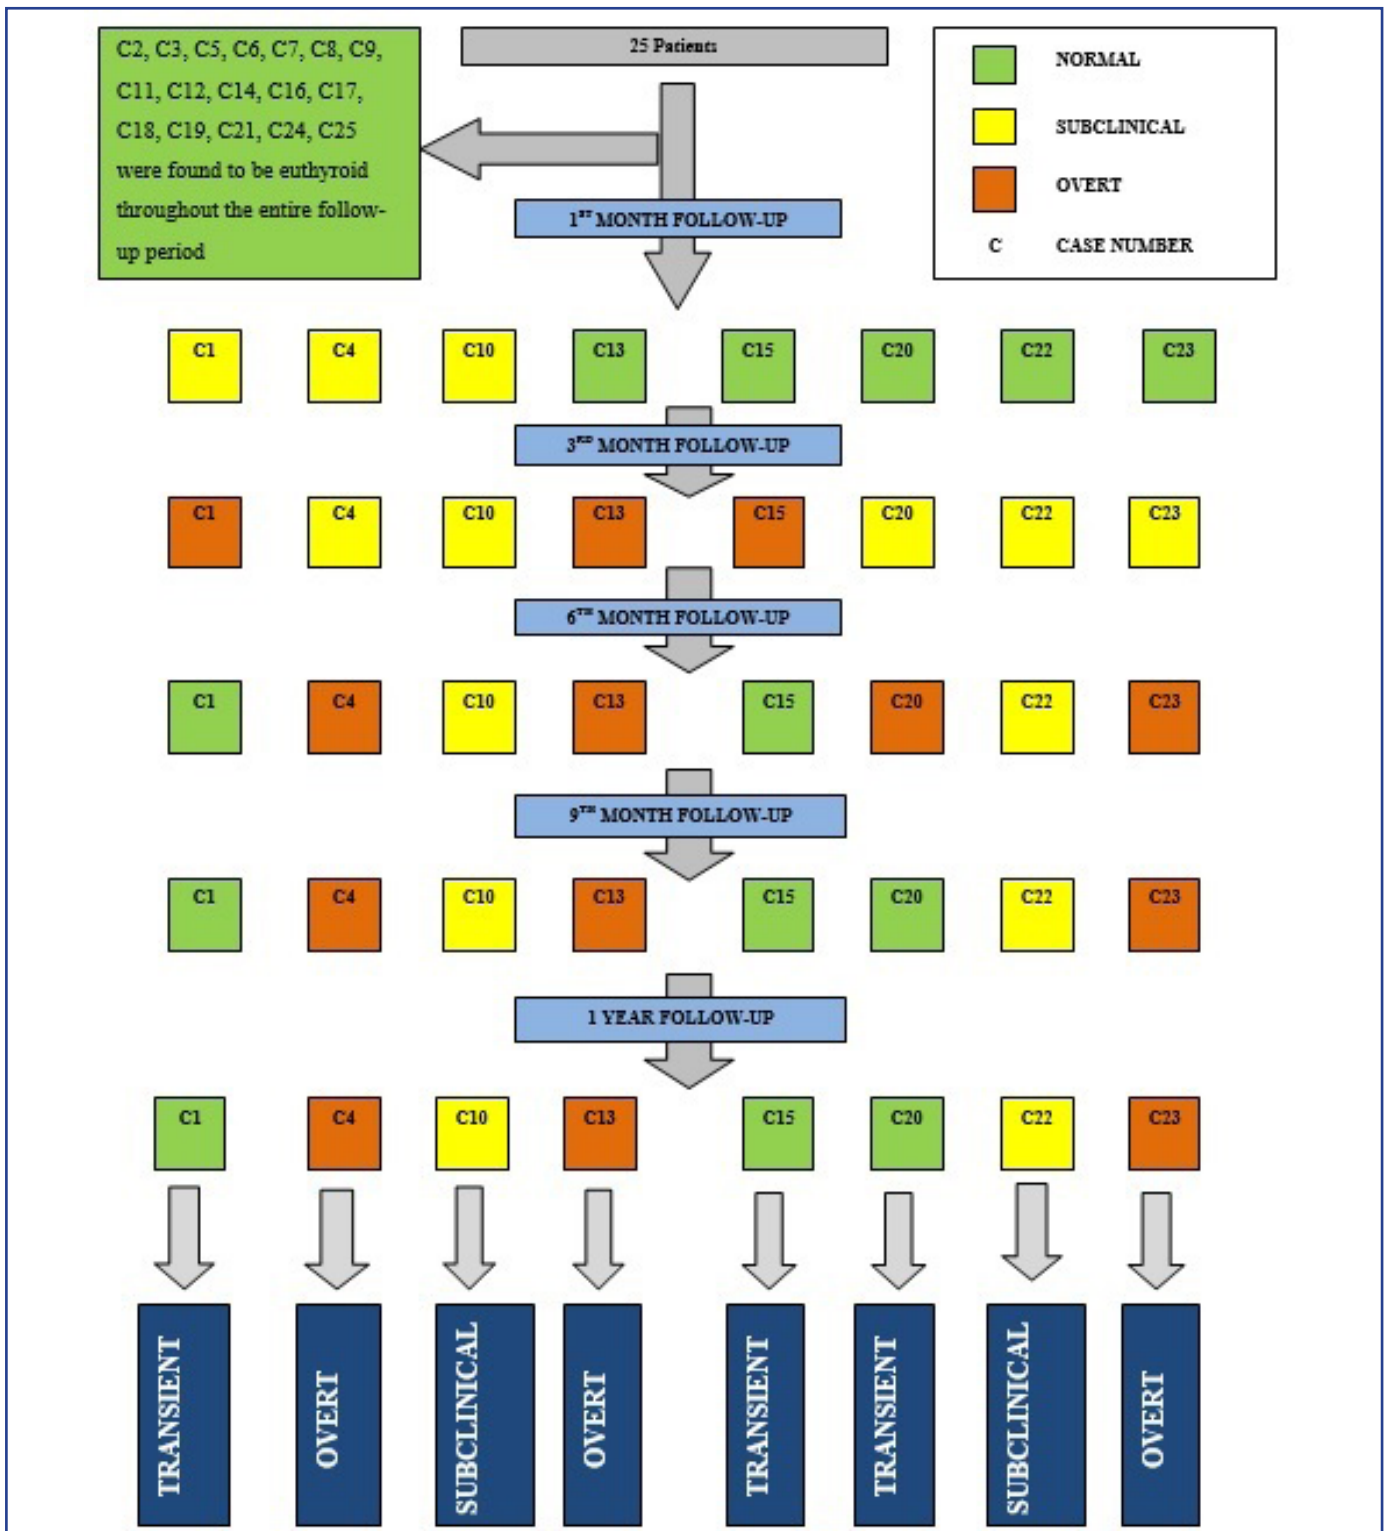 C2, C3, C5, C6, C7, C8, C9,
C11, C12, C14, C16, C17,
C18, C19, C21, C24, C25
were found to be euthyroid
throughout the entire follow-
up period
25 Patients
NORMAL
SUBCLINICAL
OVERT
C CASE NUMBER
1ST MONTH FOLLOW-UP
C1 C4 C10 C13 C15 C20 C22 C23
3RD MONTH FOLLOW-UP
C1 C4 C10 C13 C15 C20 C22 C23
6TH MONTH FOLLOW-UP
C1 C4 C10 C13 C15 C20 C22 C23
9TH MONTH FOLLOW-UP
C1 C4 C10 C13 C15 C20 C22 C23
1 YEAR FOLLOW-UP
C1 C4 C10 C13 C15 C20 C22 C23
TRANSIENT
OVERT
SUBCLINICAL
OVERT
TRANSIENT
TRANSIENT
SUBCLINICAL
OVERT